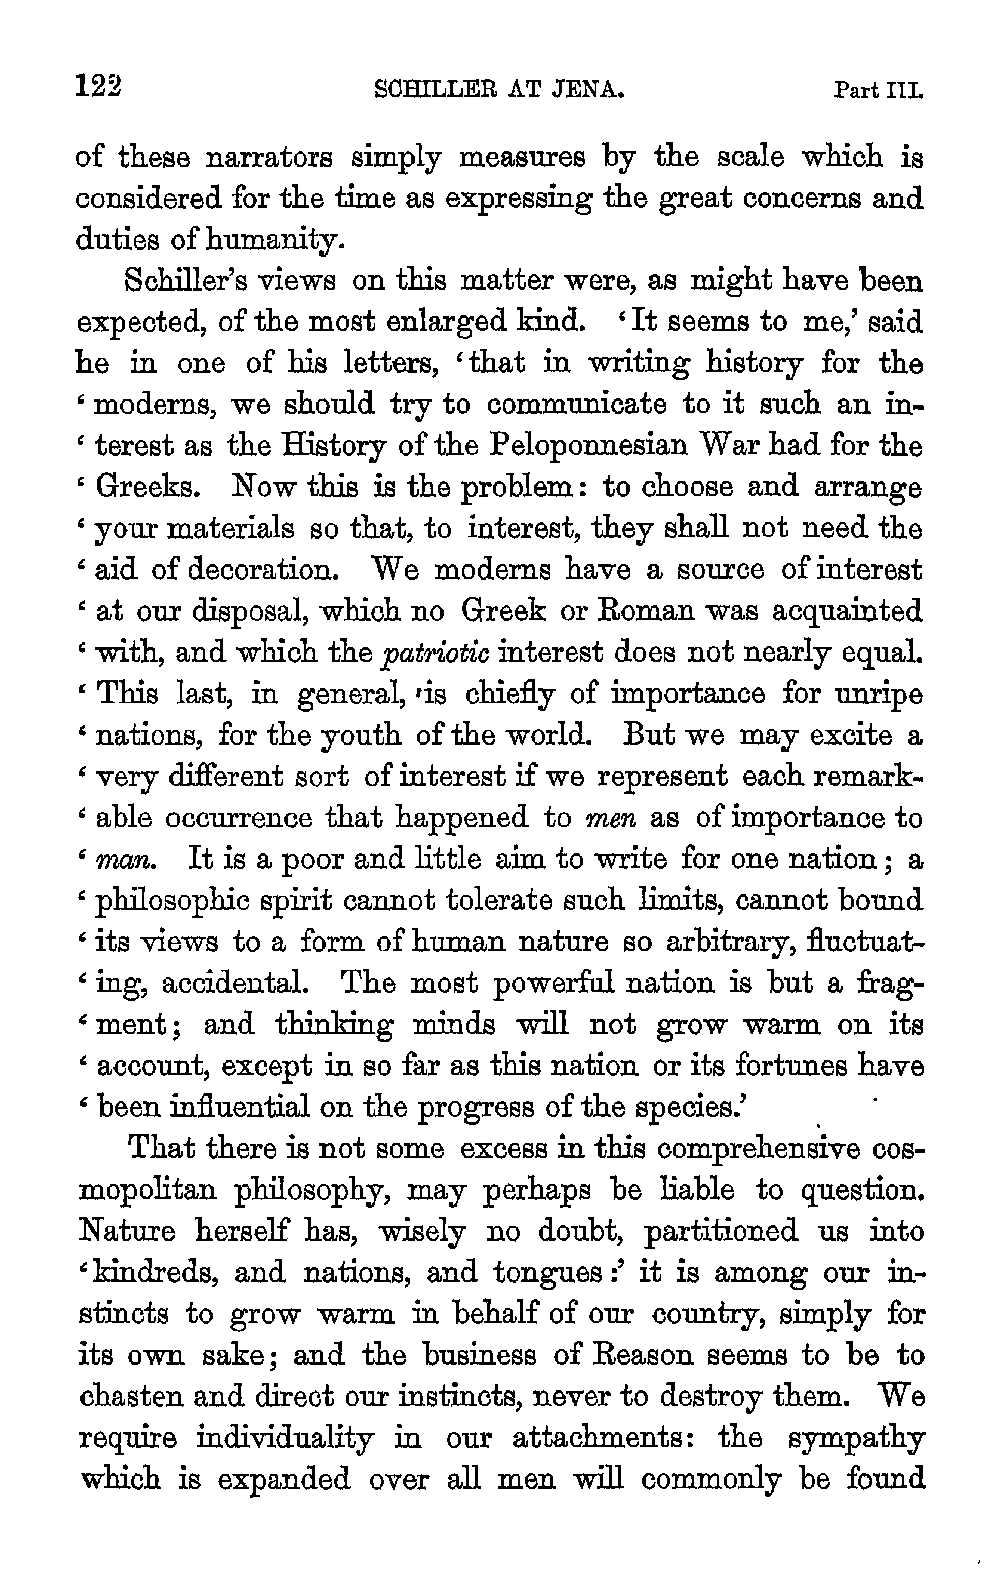 122 SCHILLER AT JENA. Part III.
of these narrators simply measures by the scale which is
considered for the time as expressing the great concerns and
duties of humanity.
Schiller's views on this matter were, as might have been
expected, of the most enlarged kind. ‘It seems to me,’ said
he in one of his letters, ‘that in writing history for the
‘ moderns, we should try to communicate to it such an in-
‘ terest as the History of the Peloponnesian War had for the
‘ Greeks. Now this is the problem: to choose and arrange
‘ your materials so that, to interest, they shall not need the
‘ aid of decoration. We moderns have a source of interest
‘ at our disposal, which no Greek or Roman was acquainted
‘ with, and which the patriotic interest does not nearly equal.
‘ This last, in general, is chiefly of importance for unripe
‘ nations, for the youth of the world. But we may excite a
‘ very different sort of interest if we represent each remark-
‘ able occurrence that happened to men as of importance to
‘ man. It is a poor and little aim to write for one nation; a
‘ philosophic spirit cannot tolerate such limits, cannot bound
‘ its views to a form of human nature so arbitrary, fluctuat-
‘ ing, accidental. The most powerful nation is but a frag-
‘ ment; and thinking minds will not grow warm on its
‘ account, except in so far as this nation or its fortunes have
‘ been influential on the progress of the species.’
That there is not some excess in this comprehensive cos-
mopolitan philosophy, may perhaps be liable to question.
Nature herself has, wisely no doubt, partitioned us into
‘kindreds, and nations, and tongues:’ it is among our in-
stincts to grow warm in behalf of our country, simply for
its own sake; and the business of Reason seems to be to
chasten and direct our instincts, never to destroy them. We
require individuality in our attachments: the sympathy
which is expanded over all men will commonly be found